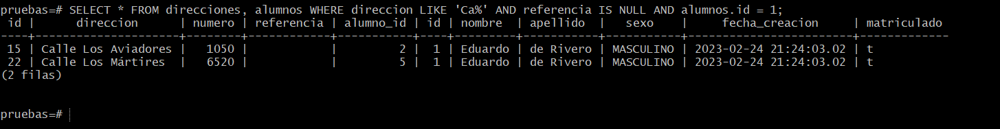 pruebas=# SELECT * FROM direcciones, alumnos WHERE direccion LIKE 'Ca%' AND referencia IS NULL AND alumnos.id = 1;
 id |      direccion       | numero | referencia | alumno_id | id | nombre  | apellido  |   sexo    |     fecha_creacion     | matriculado
----+----------------------+--------+------------+-----------+----+---------+-----------+-----------+------------------------+-------------
 15 | Calle Los Aviadores  |   1050 |            |         2 |  1 | Eduardo | de Rivero | MASCULINO | 2023-02-24 21:24:03.02 | t
 22 | Calle Los Mártires   |   6520 |            |         5 |  1 | Eduardo | de Rivero | MASCULINO | 2023-02-24 21:24:03.02 | t
(2 filas)
pruebas=#